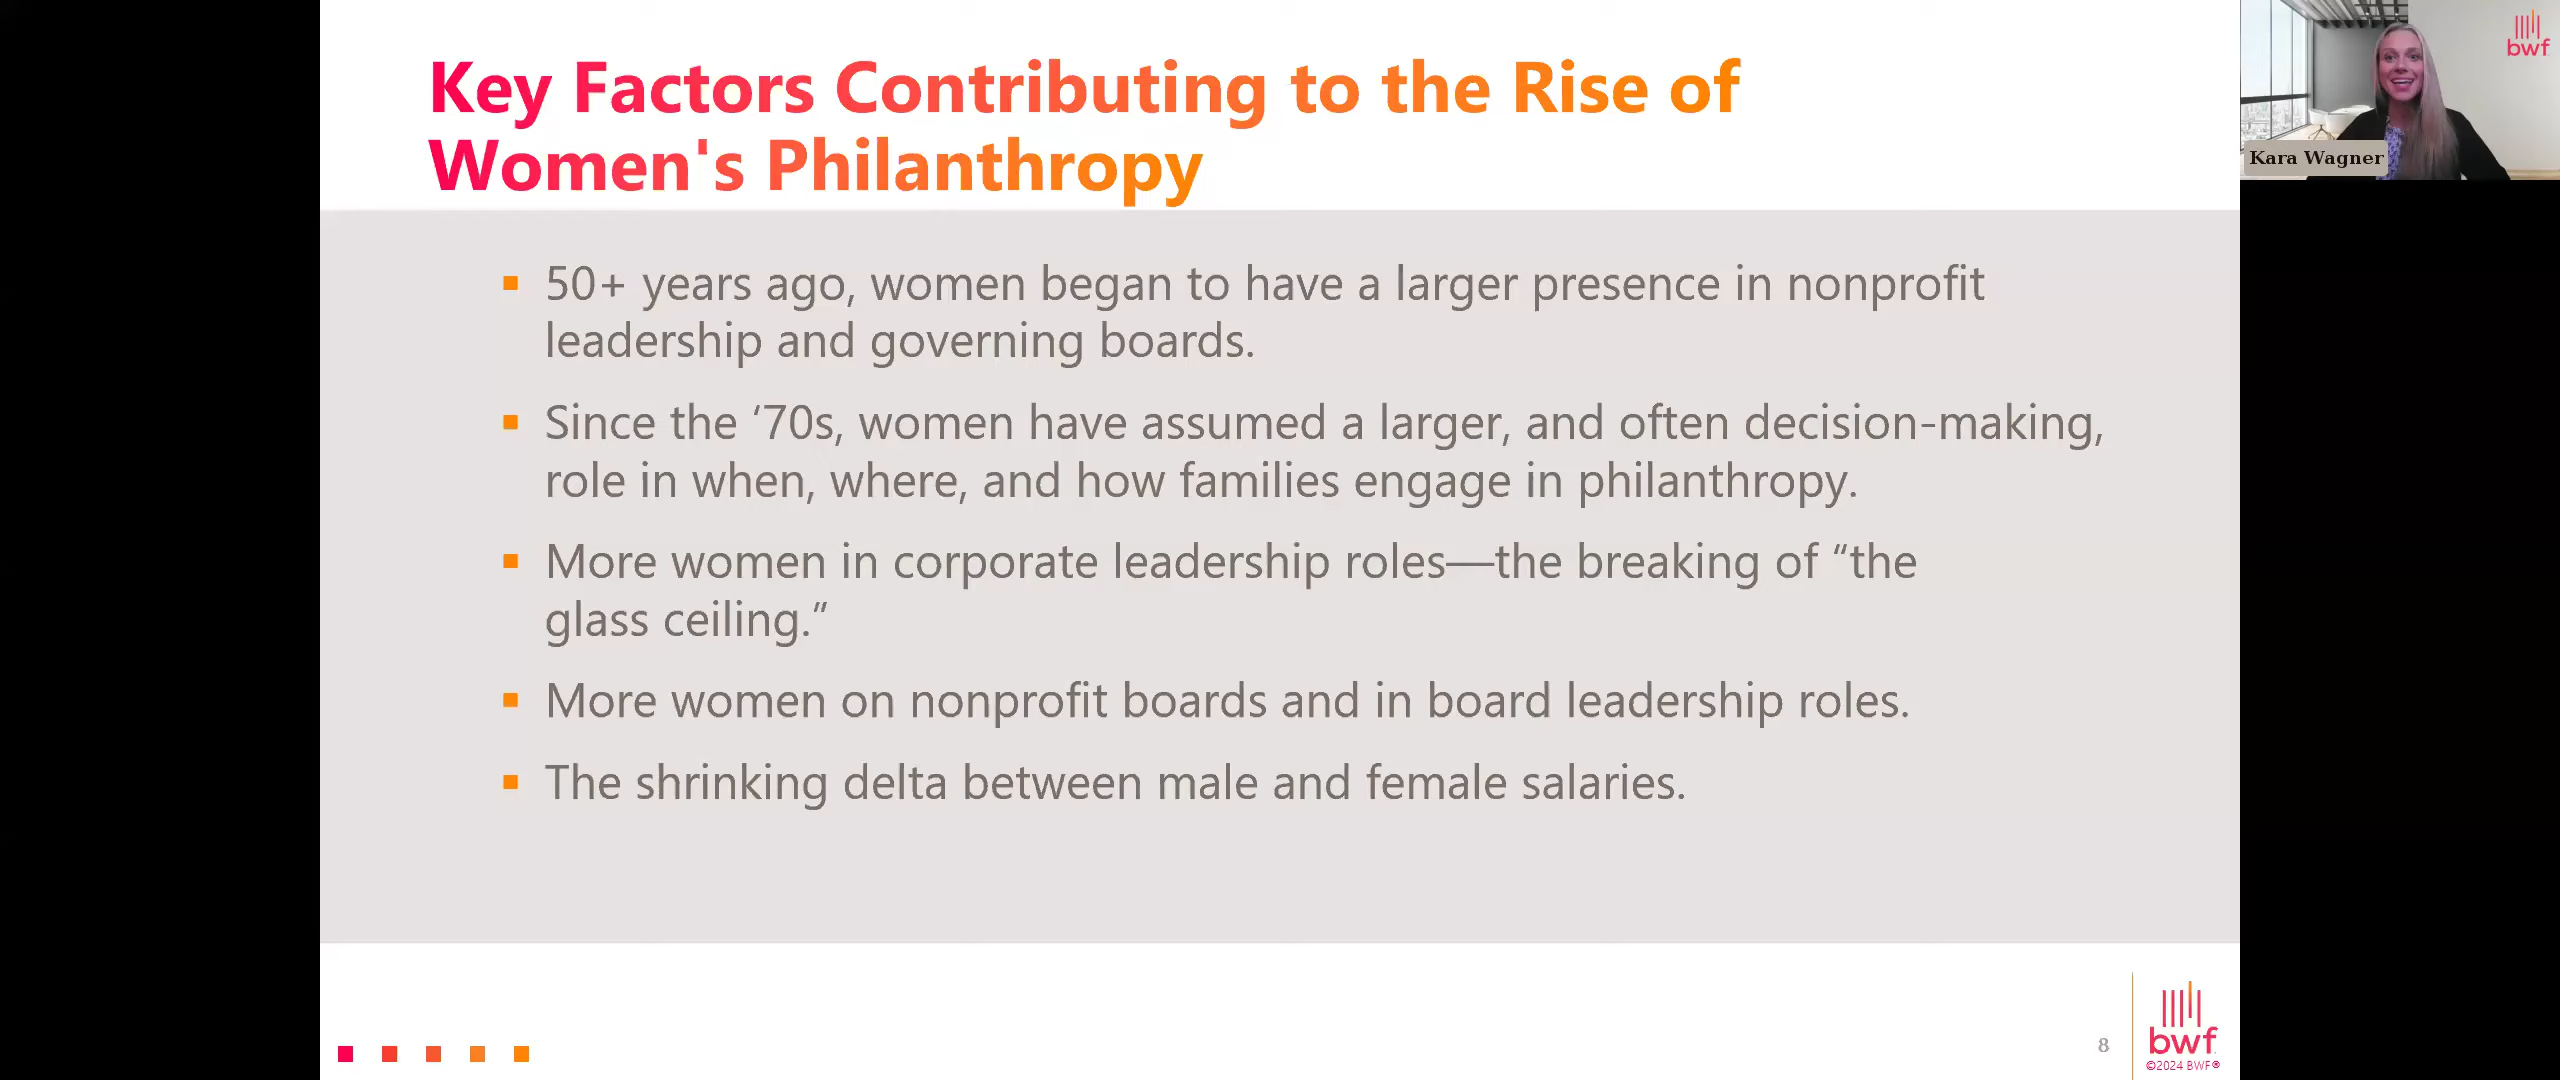 Key Factors Contributing to the Rise of
Women's Philanthropy
50+ years ago, women began to have a larger presence in nonprofit
leadership and governing boards.
Since the ‘70s, women have assumed a larger, and often decision-making,
role in when, where, and how families engage in philanthropy.
More women in corporate leadership roles—the breaking of “the
glass ceiling.”
More women on nonprofit boards and in board leadership roles.
The shrinking delta between male and female salaries.
8
bwf
©2024 BWF®
bwf
Kara Wagner